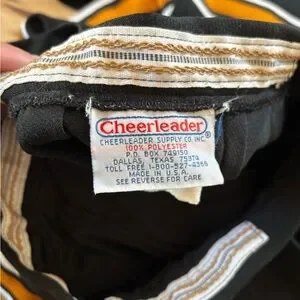 Cheerleader®
CHEERLEADER SUPPLY CO. INC.
100% POLYESTER
P.O. BOX 749150
DALLAS, TEXAS 75374
TOLL FREE 1-800-527-4366
MADE IN U.S.A.
SEE REVERSE FOR CARE